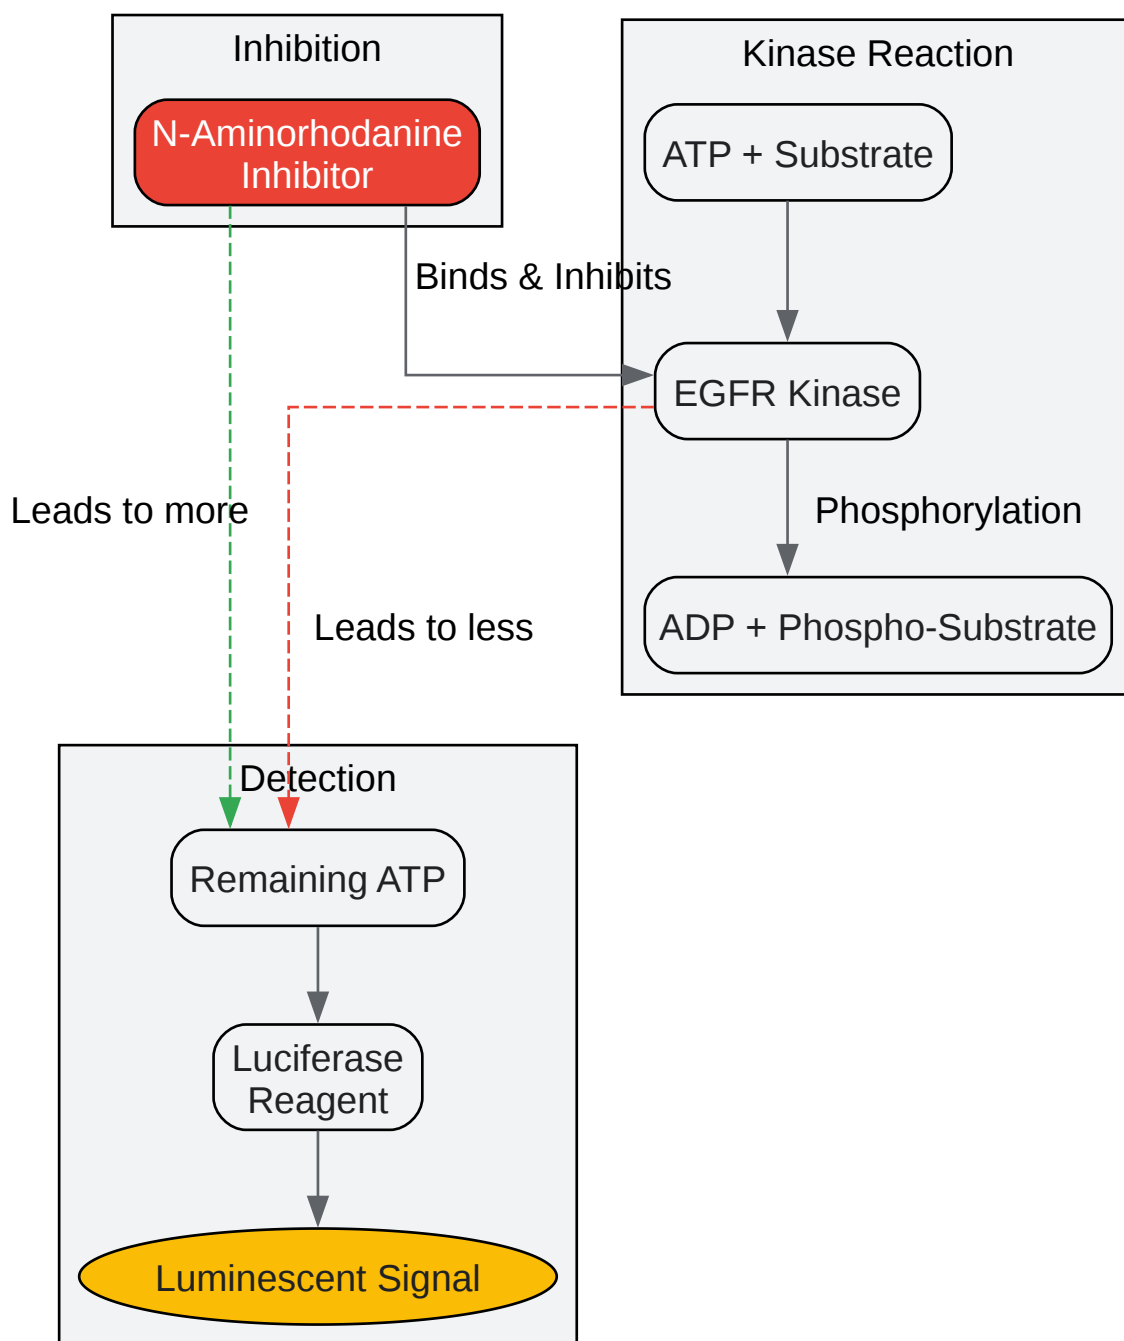 Inhibition
N-Aminorhodanine
Inhibitor
Kinase Reaction
ATP + Substrate
Binds & Inhibits
EGFR Kinase
Leads to more
Phosphorylation
Leads to less
ADP + Phospho-Substrate
Detection
Remaining ATP
Luciferase
Reagent
Luminescent Signal